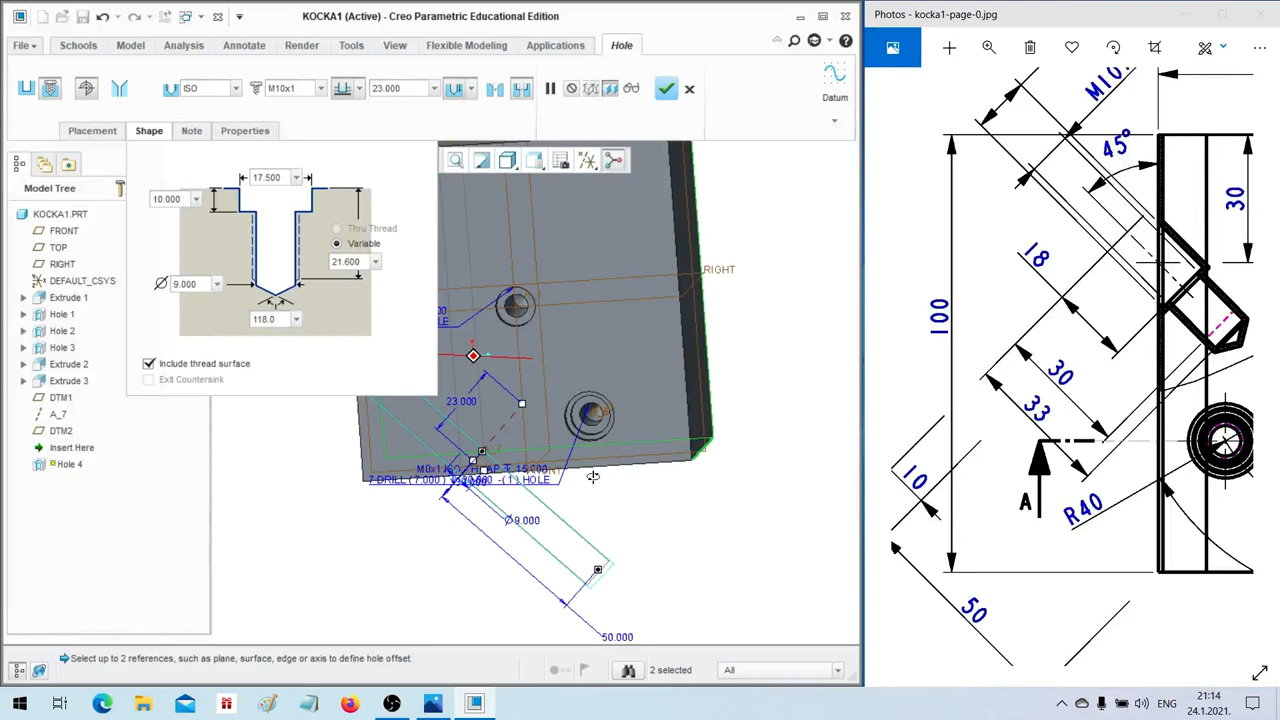 KOCKA1 (Active) - Creo Parametric Educational Edition
File
Schools
Model
Analysis
Annotate
Render
Tools
View
Flexible Modeling
Applications
Hole
ISO
M10x1
23.000
Datum
Placement
Shape
Note
Properties
Model Tree
KOCKA1.PRT
FRONT
TOP
RIGHT
DEFAULT_CSYS
Extrude 1
Hole 1
Hole 2
Hole 3
Extrude 2
Extrude 3
DTM1
A_7
DTM2
Insert Here
Hole 4
17.500
10.000
Thru Thread
Variable
21.600
9.000
118.0
Include thread surface
Exit Countersink
RIGHT
23.000
Ø9.000
50.000
Select up to 2 references, such as plane, surface, edge or axis to define hole offset.
2 selected
All
Photos - kocka1-page-0.jpg
45°
30
18
100
30
33
10
A
R40
50
ENG
21:14
24.1.2021.